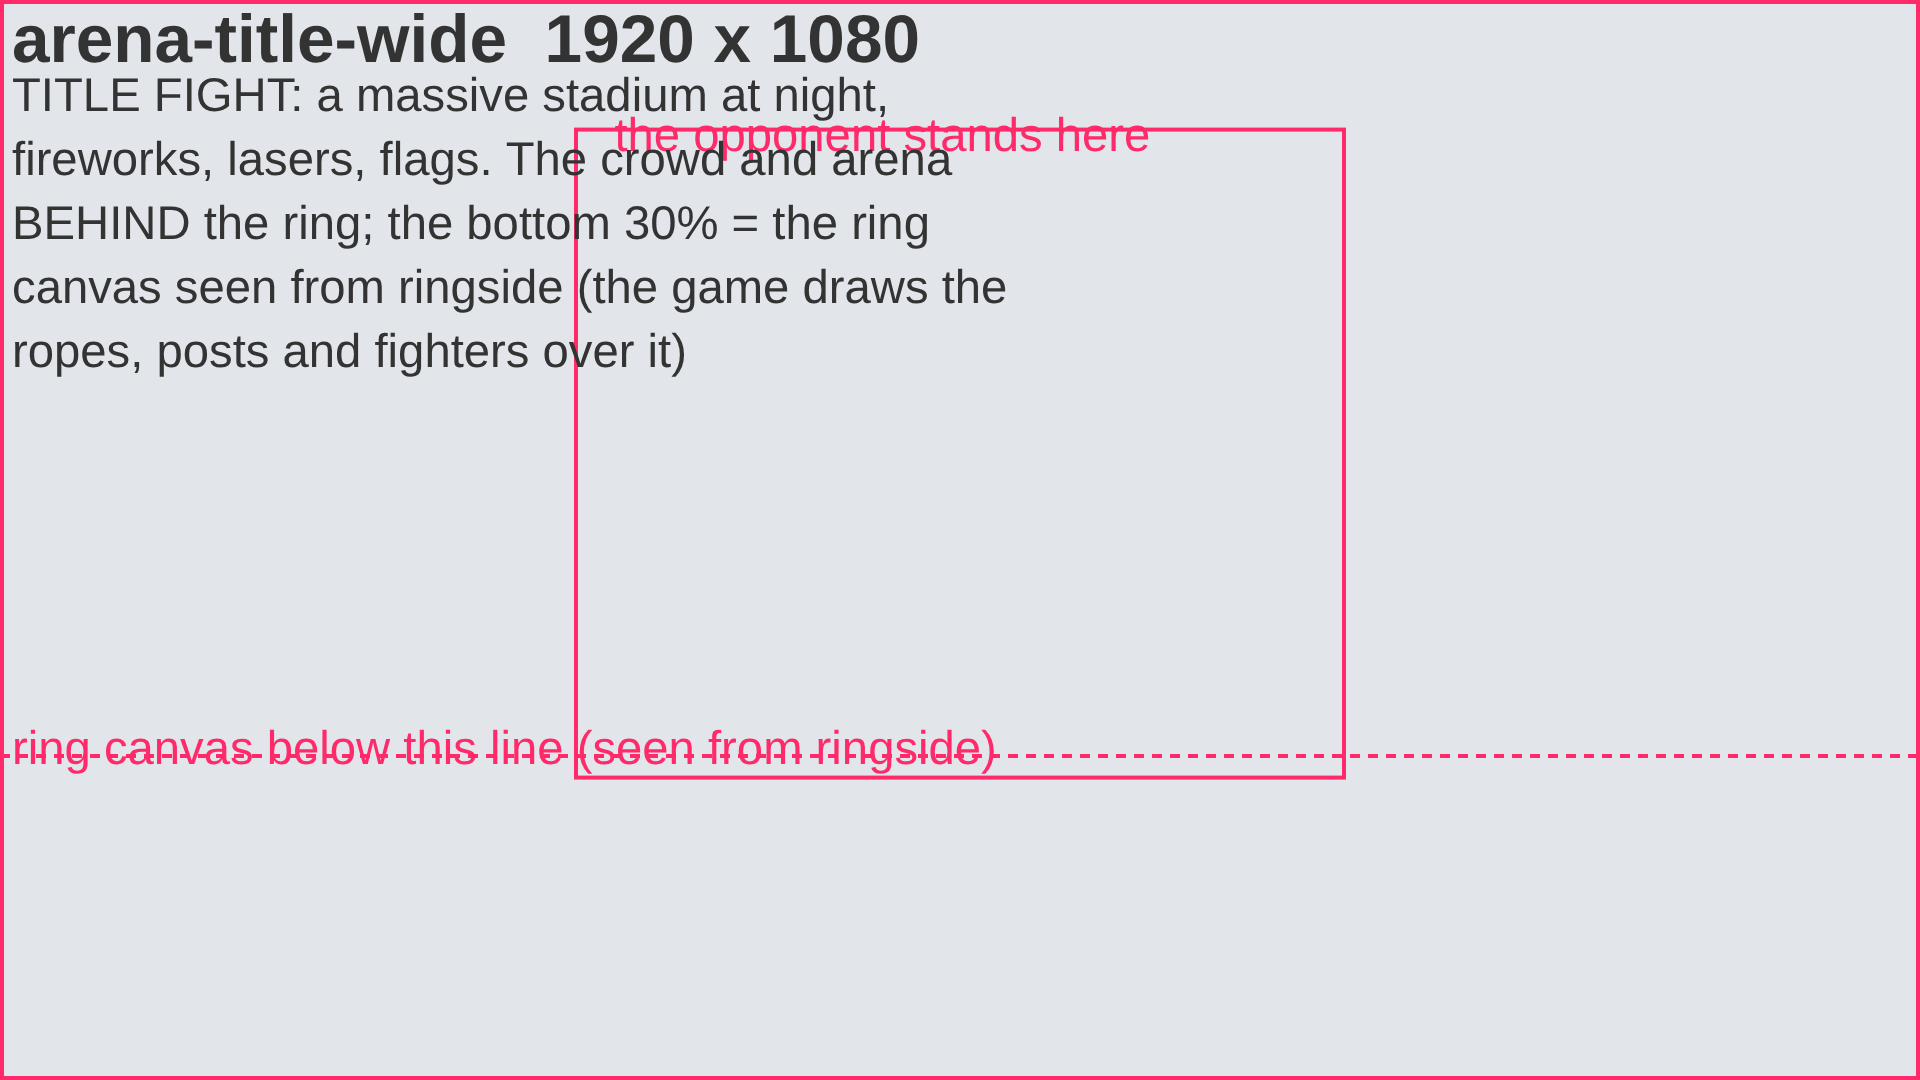 arena-title-wide  1920 x 1080
TITLE FIGHT: a massive stadium at night,
the opponent stands here
fireworks, lasers, flags. The crowd and arena
BEHIND the ring; the bottom 30% = the ring
canvas seen from ringside (the game draws the
ropes, posts and fighters over it)
ring canvas below this line (seen from ringside)